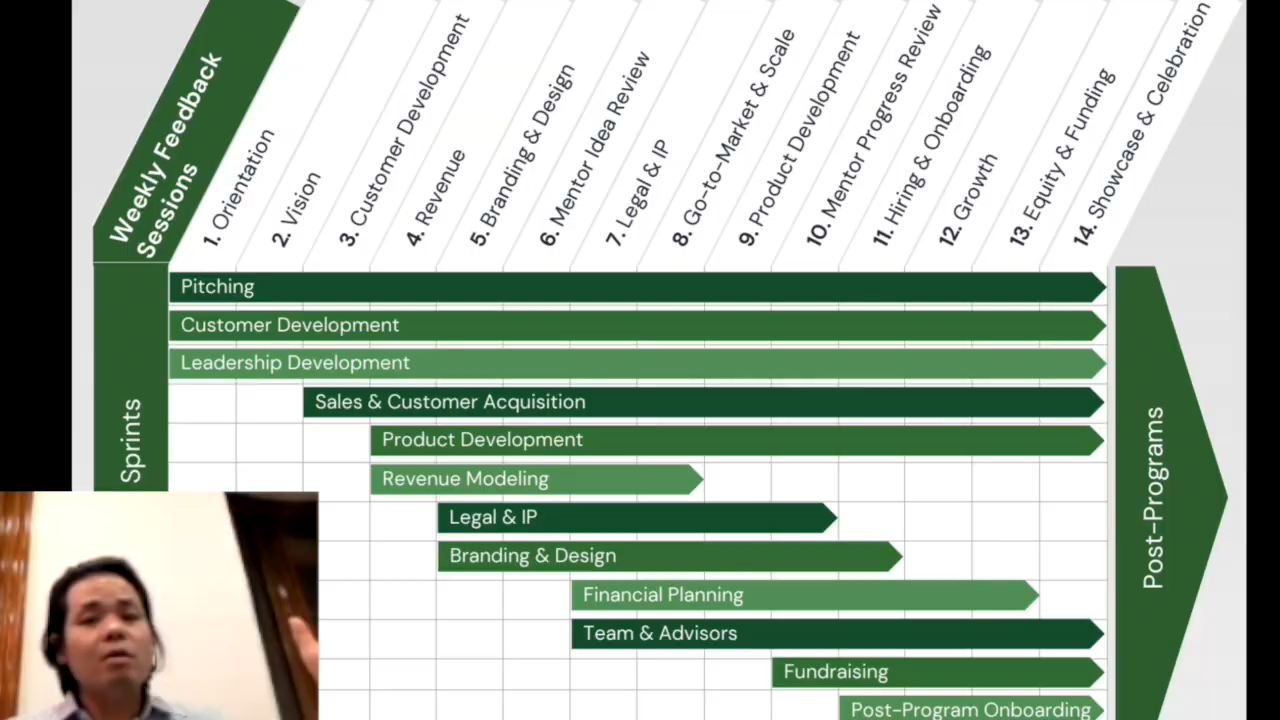 Weekly Feedback
Sessions
1. Orientation
2. Vision
3. Customer Development
4. Revenue
5. Branding & Design
6. Mentor Idea Review
7. Legal & IP
8. Go-to-Market & Scale
9. Product Development
10. Mentor Progress Review
11. Hiring & Onboarding
12. Growth
13. Equity & Funding
14. Showcase & Celebration
Sprints
Pitching
Customer Development
Leadership Development
Sales & Customer Acquisition
Product Development
Revenue Modeling
Legal & IP
Branding & Design
Financial Planning
Team & Advisors
Fundraising
Post-Program Onboarding
Post-Programs